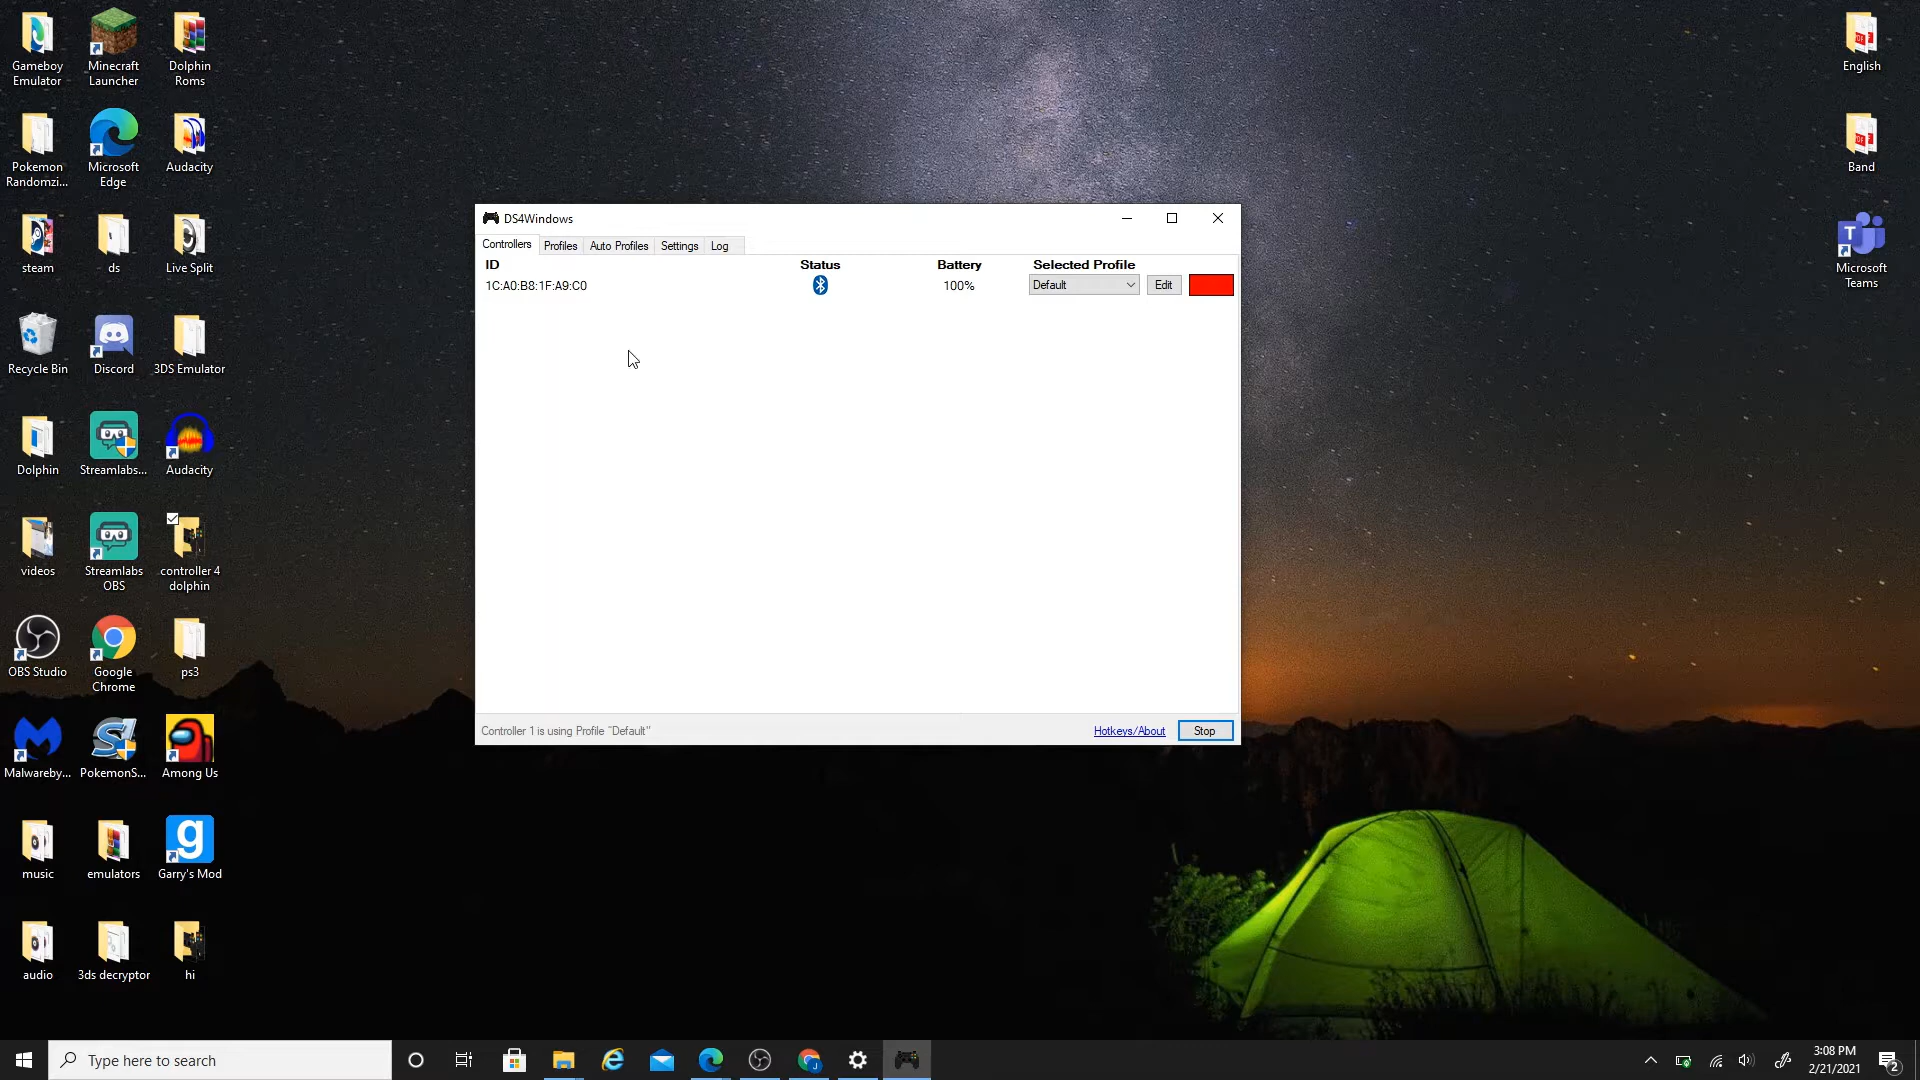 Gameboy
Emulator
Minecraft
Launcher
Dolphin
Roms
Pokemon
Randomzi...
Microsoft
Edge
Audacity
steam
ds
Live Split
Recycle Bin
Discord
3DS Emulator
Dolphin
Streamlabs...
Audacity
videos
Streamlabs
OBS
controller 4
dolphin
OBS Studio
Google
Chrome
ps3
Malwareby...
PokemonS...
Among Us
music
emulators
Garry's Mod
audio
3ds decryptor
hi
English
Band
Microsoft
Teams
DS4Windows
Controllers Profiles Auto Profiles Settings Log
ID Status Battery Selected Profile
1C:A0:B8:1F:A9:C0 100% Default Edit
Controller 1 is using Profile "Default" Hotkeys/About Stop
Type here to search
3:08 PM
2/21/2021
2